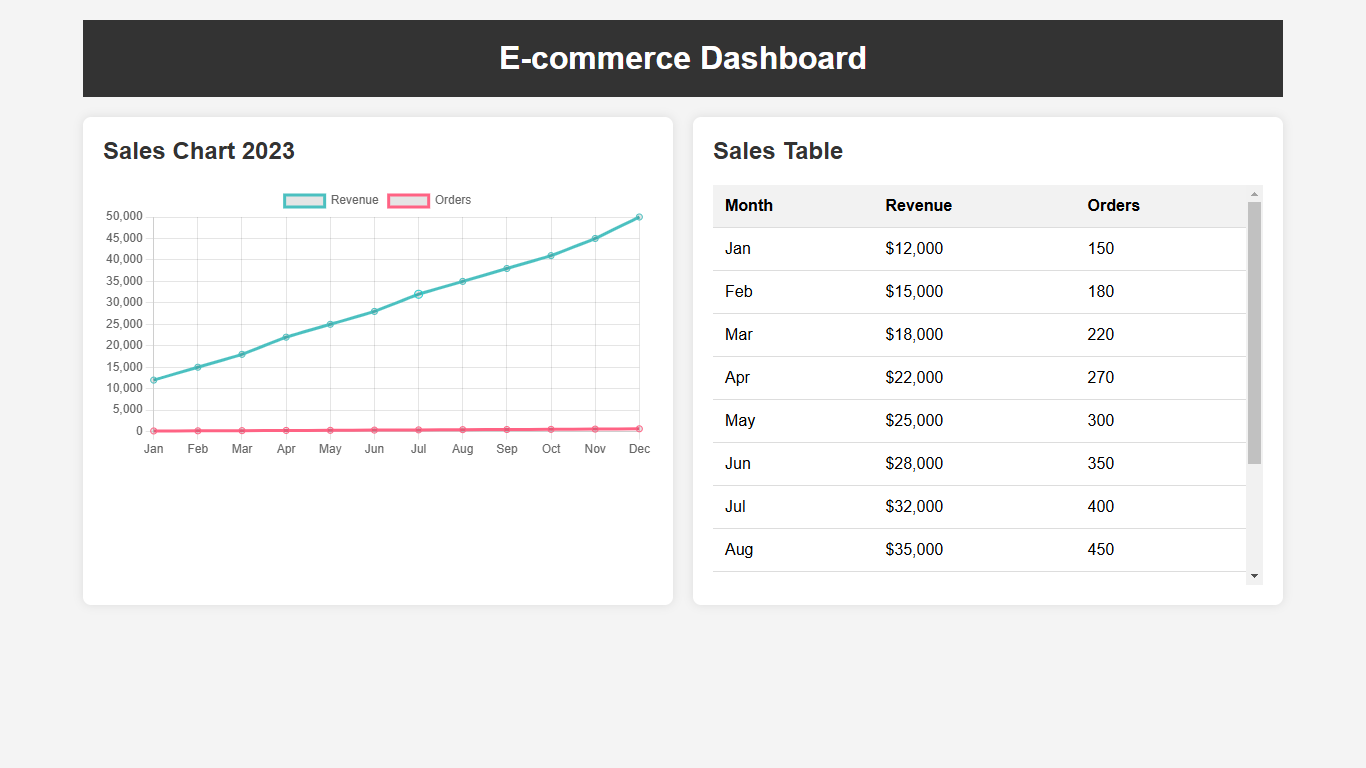 E-commerce Dashboard
Sales Chart 2023
Revenue Orders
50,000
45,000
40,000
35,000
30,000
25,000
20,000
15,000
10,000
5,000
0
Jan Feb Mar Apr May Jun Jul Aug Sep Oct Nov Dec
Sales Table
Month Revenue Orders
Jan $12,000 150
Feb $15,000 180
Mar $18,000 220
Apr $22,000 270
May $25,000 300
Jun $28,000 350
Jul $32,000 400
Aug $35,000 450